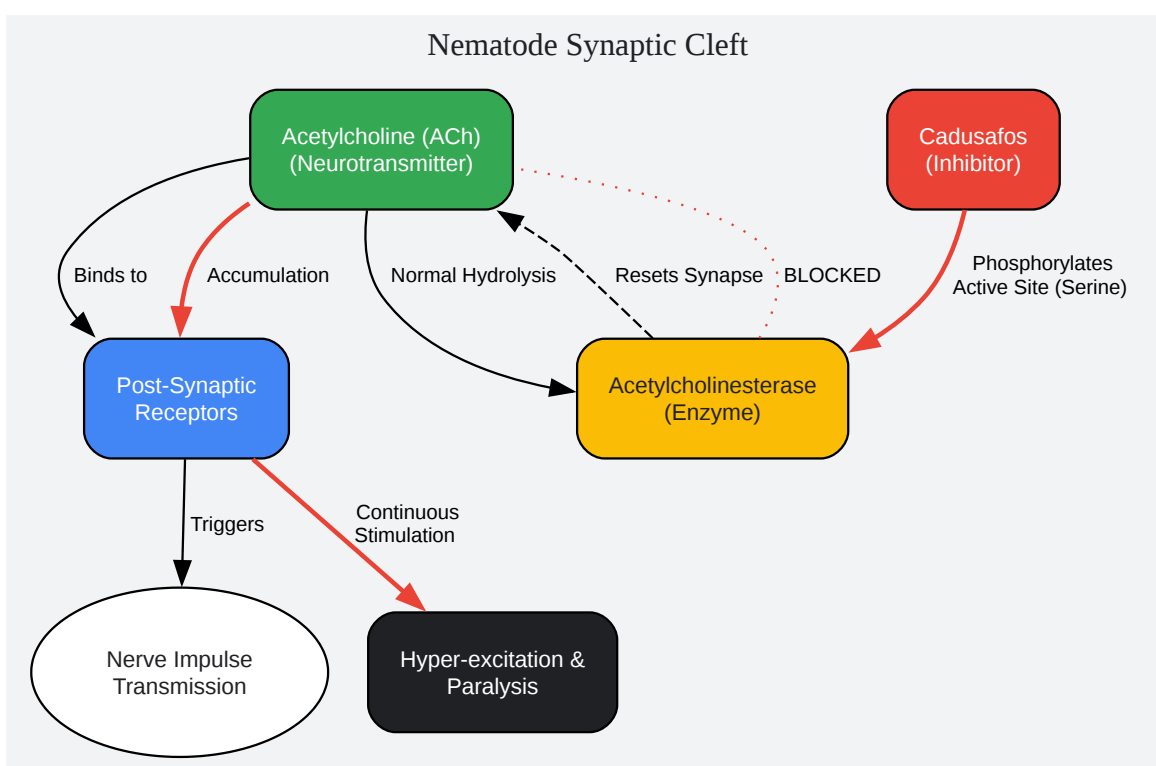 Nematode Synaptic Cleft
Acetylcholine (ACh)
(Neurotransmitter)
Cadusafos
(Inhibitor)
Binds to
Accumulation
Normal Hydrolysis
Resets Synapse
BLOCKED
Phosphorylates
Active Site (Serine)
Post-Synaptic
Receptors
Acetylcholinesterase
(Enzyme)
Triggers
Continuous
Stimulation
Nerve Impulse
Transmission
Hyper-excitation &
Paralysis